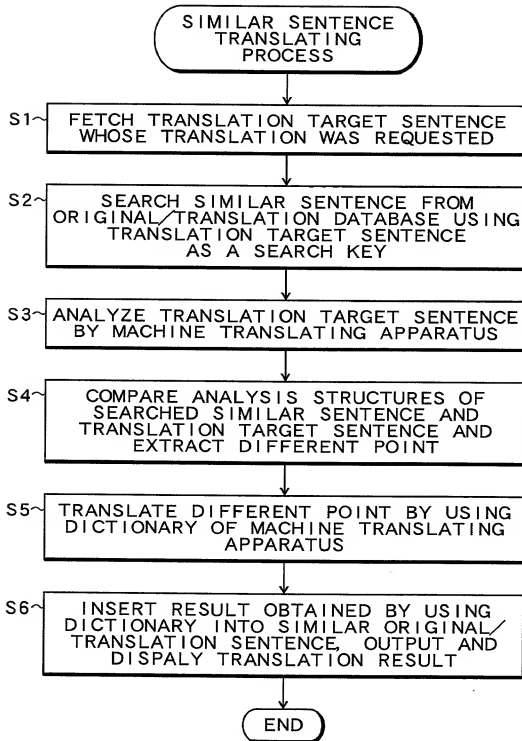 SIMILAR SENTENCE
TRANSLATING
PROCESS
S1
FETCH TRANSLATION TARGET SENTENCE
WHOSE TRANSLATION WAS REQUESTED
S2
SEARCH SIMILAR SENTENCE FROM
ORIGINAL/TRANSLATION DATABASE USING
TRANSLATION TARGET SENTENCE
AS A SEARCH KEY
S3
ANALYZE TRANSLATION TARGET SENTENCE
BY MACHINE TRANSLATING APPARATUS
S4
COMPARE ANALYSIS STRUCTURES OF
SEARCHED SIMILAR SENTENCE AND
TRANSLATION TARGET SENTENCE AND
EXTRACT DIFFERENT POINT
S5
TRANSLATE DIFFERENT POINT BY USING
DICTIONARY OF MACHINE TRANSLATING
APPARATUS
S6
INSERT RESULT OBTAINED BY USING
DICTIONARY INTO SIMILAR ORIGINAL/
TRANSLATION SENTENCE, OUTPUT AND
DISPALY TRANSLATION RESULT
END